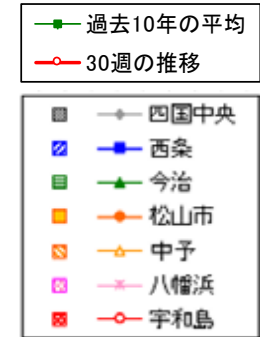 過去10年の平均
30週の推移
四国中央
西条
今治
松山市
中予
八幡浜
宇和島